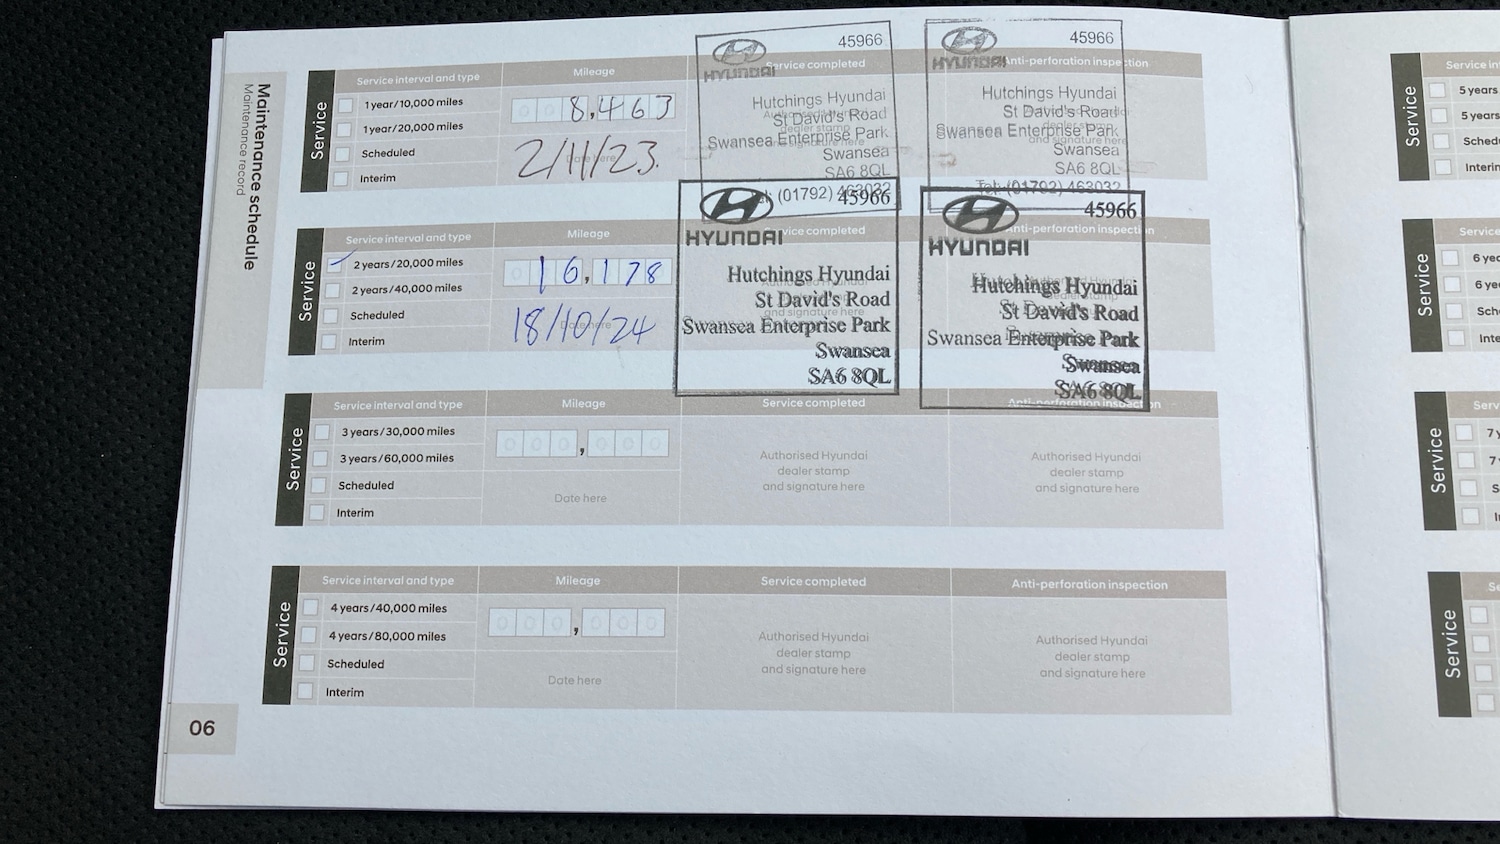 Maintenance schedule
Maintenance record
Service
Service interval and type
Mileage
Service completed
Anti-perforation inspection
1 year/10,000 miles
1 year/20,000 miles
Scheduled
Interim
8,463
2/11/23.
45966
HYUNDAI
Hutchings Hyundai
St David's Road
Swansea Enterprise Park
Swansea
SA6 8QL
Tel: (01792) 463032
45966
HYUNDAI
Hutchings Hyundai
St David's Road
Swansea Enterprise Park
Swansea
SA6 8QL
Tel: (01792) 463032
Service
Service interval and type
Mileage
Service completed
Anti-perforation inspection
2 years/20,000 miles
2 years/40,000 miles
Scheduled
Interim
16,178
18/10/24
45966
HYUNDAI
Hutchings Hyundai
St David's Road
Swansea Enterprise Park
Swansea
SA6 8QL
45966
HYUNDAI
Hutchings Hyundai
St David's Road
Swansea Enterprise Park
Swansea
SA6 8QL
Service
Service interval and type
Mileage
Service completed
Anti-perforation inspection
3 years/30,000 miles
3 years/60,000 miles
Scheduled
Interim
000,000
Date here
Authorised Hyundai
dealer stamp
and signature here
Authorised Hyundai
dealer stamp
and signature here
Service
Service interval and type
Mileage
Service completed
Anti-perforation inspection
4 years/40,000 miles
4 years/80,000 miles
Scheduled
Interim
000,000
Date here
Authorised Hyundai
dealer stamp
and signature here
Authorised Hyundai
dealer stamp
and signature here
06
Service
5 years
5 years
Service
Service
Service